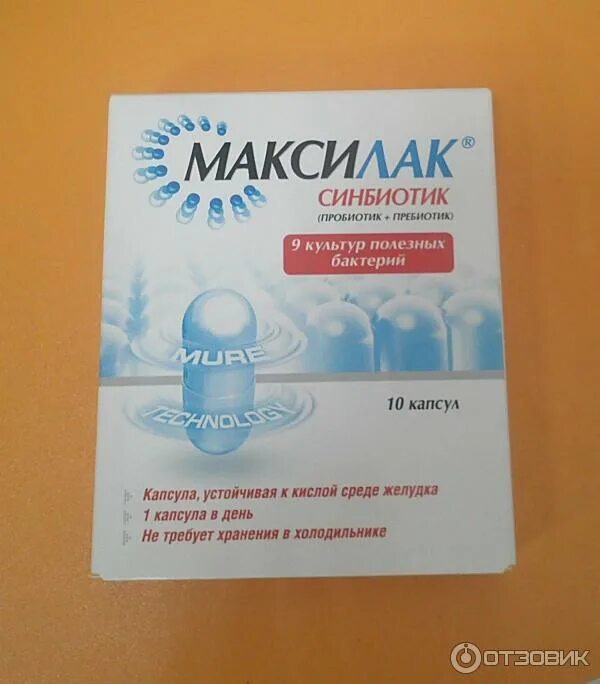 МАКСИЛАК®
СИНБИОТИК
(ПРОБИОТИК + ПРЕБИОТИК)
9 культур полезных
бактерий
MURE
TECHNOLOGY
10 капсул
Капсула, устойчивая к кислой среде желудка
1 капсула в день
Не требует хранения в холодильнике
ОТЗОВИК